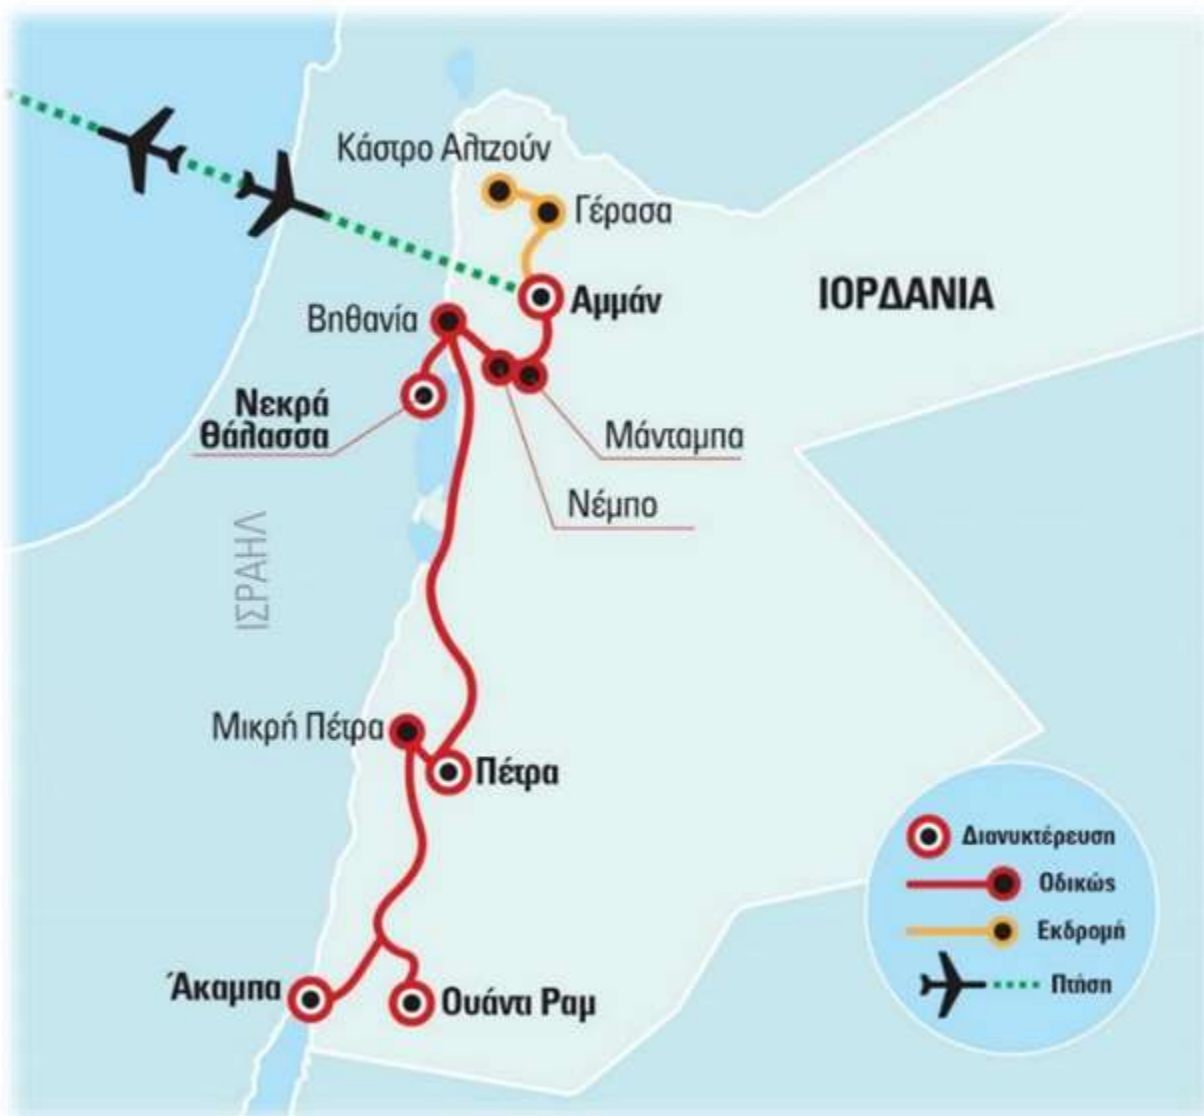 Κάστρο Αλτζούν
Γέρασα
ΙΟΡΔΑΝΙΑ
Αμμάν
Βηθανία
Νεκρά
θάλασσα
Μάνταμπα
Νέμπο
ΙΣΡΑΗΛ
Μικρή Πέτρα
Πέτρα
Διανυκτέρευση
Οδικώς
Εκδρομή
Πτήση
Άκαμπα
Ουάντι Ραμ